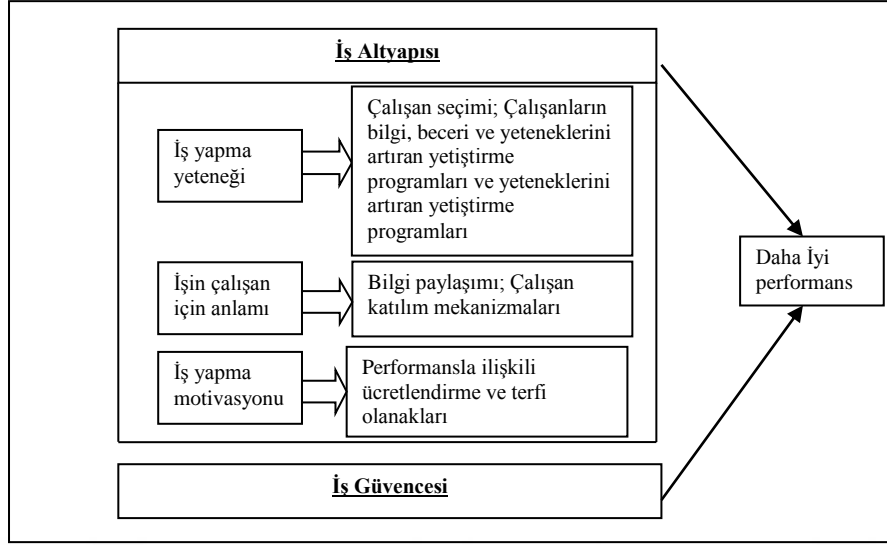 İş Altyapısı
İş yapma
yeteneği
Çalışan seçimi; Çalışanların
bilgi, beceri ve yeteneklerini
artıran yetiştirme
programları ve yeteneklerini
artıran yetiştirme
programları
İşin çalışan
için anlamı
Bilgi paylaşımı; Çalışan
katılım mekanizmaları
İş yapma
motivasyonu
Performansla ilişkili
ücretlendirme ve terfi
olanakları
Daha İyi
performans
İş Güvencesi